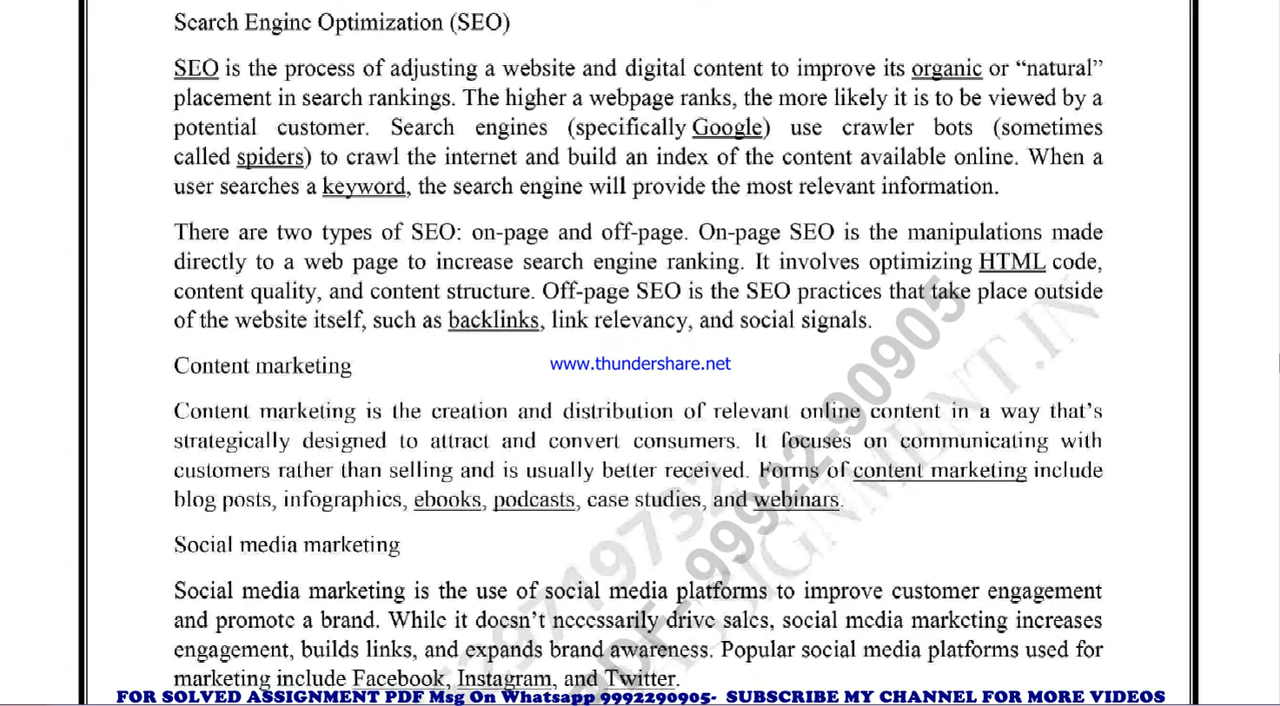 Search Engine Optimization (SEO)
SEO is the process of adjusting a website and digital content to improve its organic or “natural”
placement in search rankings. The higher a webpage ranks, the more likely it is to be viewed by a
potential customer. Search engines (specifically Google) use crawler bots (sometimes
called spiders) to crawl the internet and build an index of the content available online. When a
user searches a keyword, the search engine will provide the most relevant information.
There are two types of SEO: on-page and off-page. On-page SEO is the manipulations made
directly to a web page to increase search engine ranking. It involves optimizing HTML code,
content quality, and content structure. Off-page SEO is the SEO practices that take place outside
of the website itself, such as backlinks, link relevancy, and social signals.
Content marketing
www.thundershare.net
Content marketing is the creation and distribution of relevant online content in a way that’s
strategically designed to attract and convert consumers. It focuses on communicating with
customers rather than selling and is usually better received. Forms of content marketing include
blog posts, infographics, ebooks, podcasts, case studies, and webinars.
Social media marketing
Social media marketing is the use of social media platforms to improve customer engagement
and promote a brand. While it doesn’t necessarily drive sales, social media marketing increases
engagement, builds links, and expands brand awareness. Popular social media platforms used for
marketing include Facebook, Instagram, and Twitter.
FOR SOLVED ASSIGNMENT PDF Msg On Whatsapp 9992290905- SUBSCRIBE MY CHANNEL FOR MORE VIDEOS